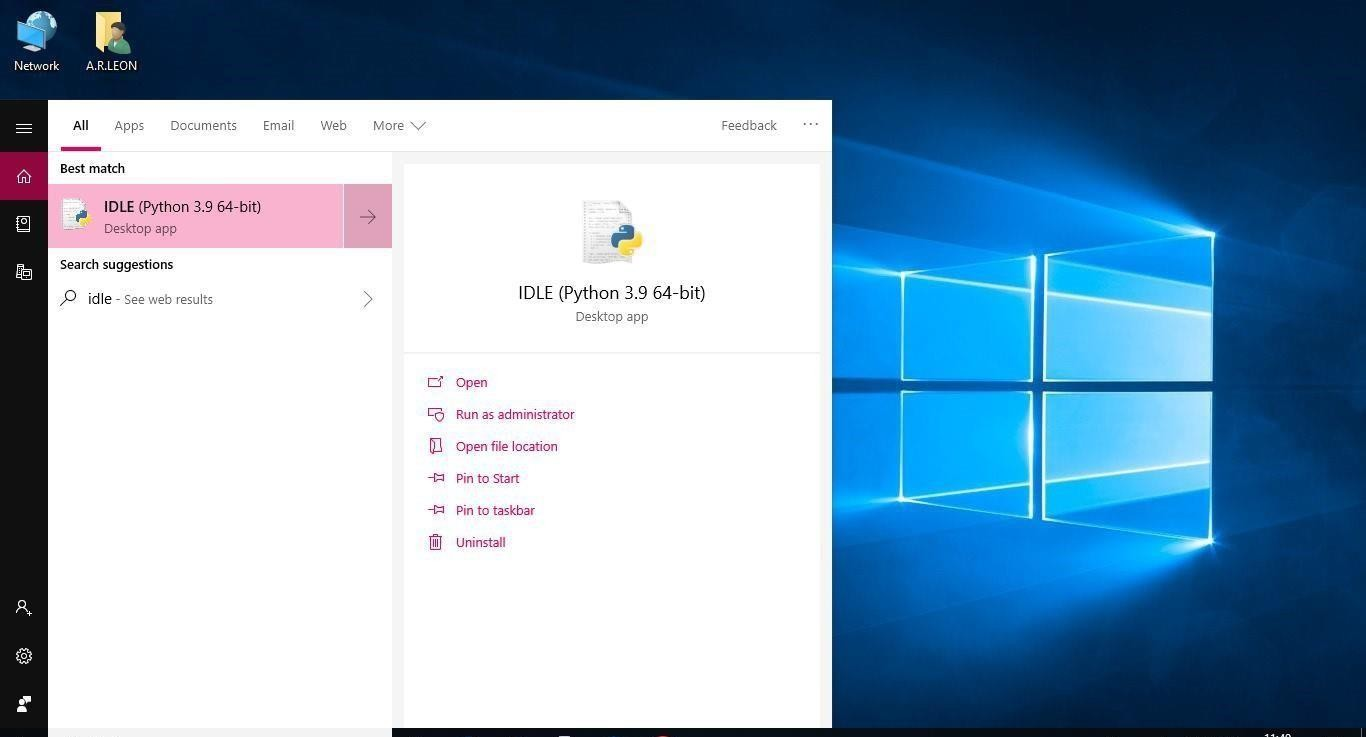 Network
A.R.LEON
All Apps Documents Email Web More Feedback ...
Best match
IDLE (Python 3.9 64-bit)
Desktop app
Search suggestions
idle - See web results
IDLE (Python 3.9 64-bit)
Desktop app
Open
Run as administrator
Open file location
Pin to Start
Pin to taskbar
Uninstall